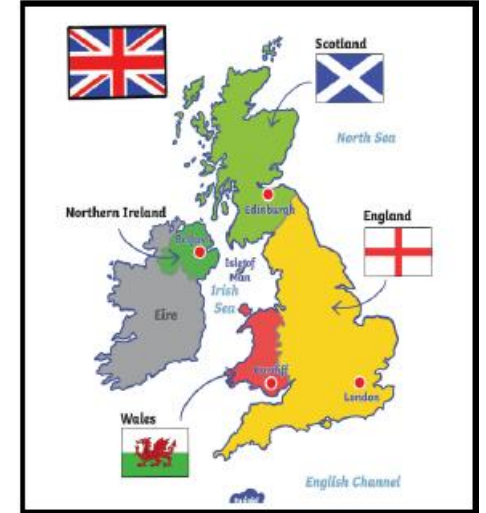 Scotland
North Sea
Edinburgh
Northern Ireland
England
Belfast
Isle of
Man
Irish
Sea
Eire
Cardiff
London
Wales
English Channel